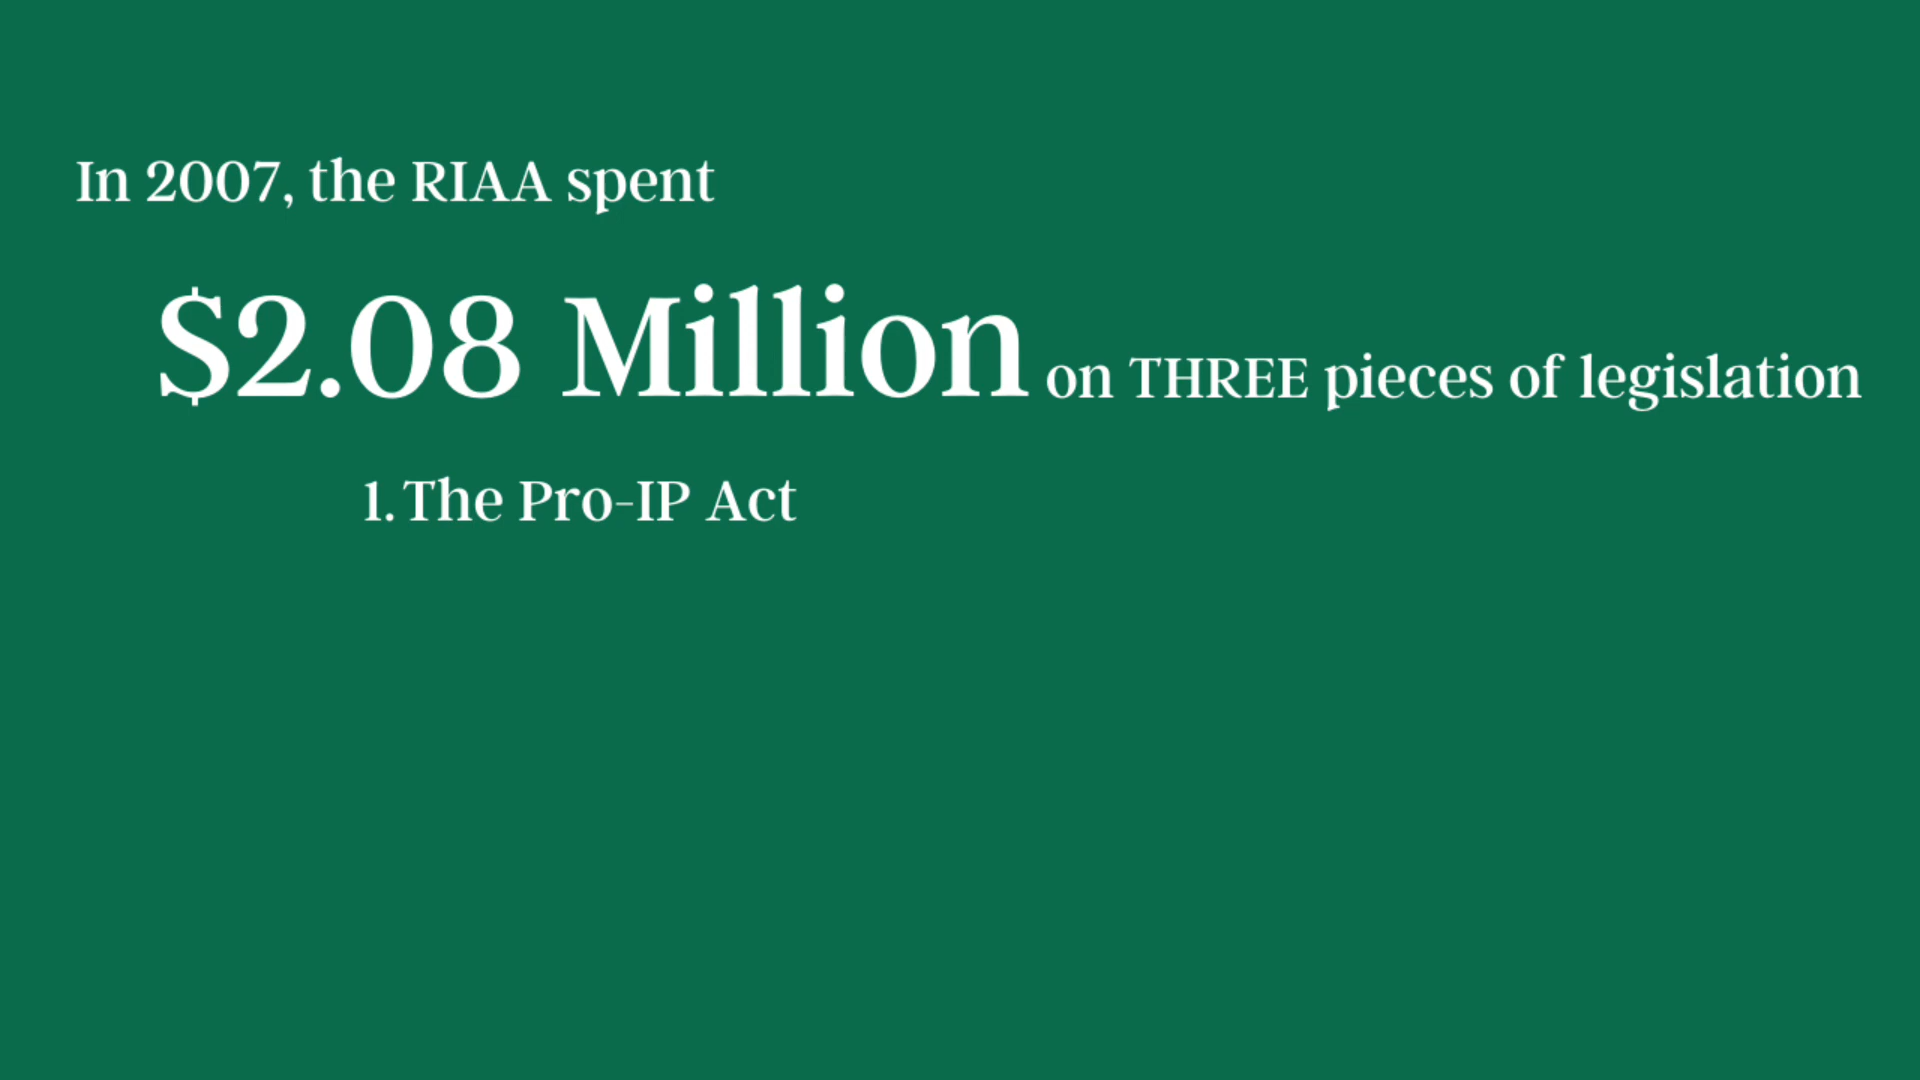 In 2007, the RIAA spent
$2.08 Million on THREE pieces of legislation
1. The Pro-IP Act